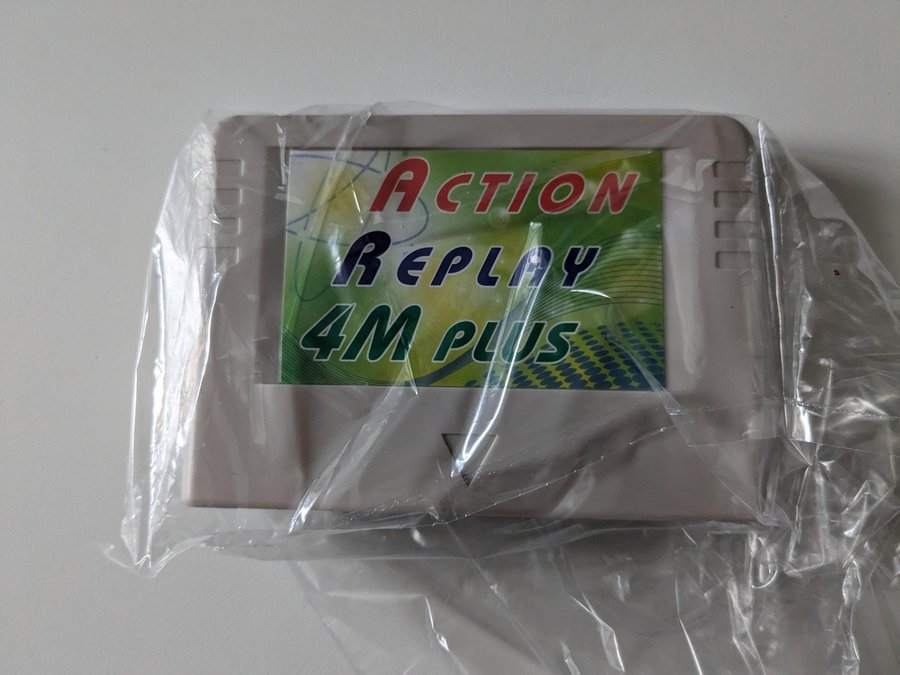 ACTION
REPLAY
4M PLUS